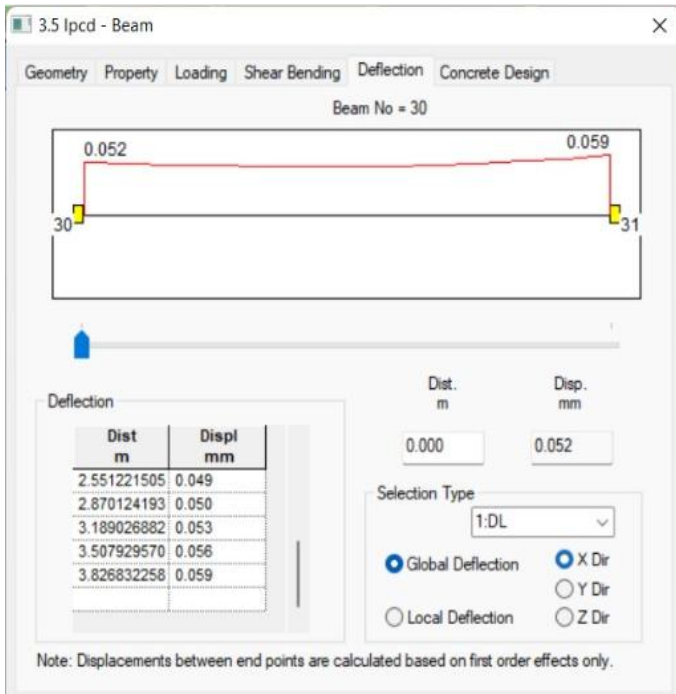 3.5 lpcd - Beam
Geometry Property Loading Shear Bending Deflection Concrete Design
Beam No = 30
0.052 0.059
30 31
Dist.
m
Disp.
mm
0.000 0.052
Deflection
Dist
m
Displ
mm
2.551221505 0.049
2.870124193 0.050
3.189026882 0.053
3.507929570 0.056
3.826832258 0.059
Selection Type
1:DL
Global Deflection
Local Deflection
X Dir
Y Dir
Z Dir
Note: Displacements between end points are calculated based on first order effects only.